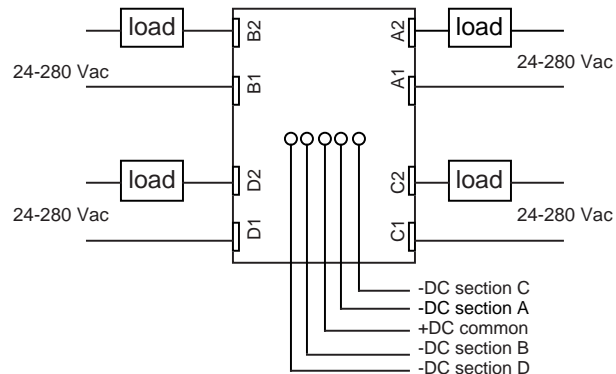 load
B2
A2
load
24-280 Vac
B1
A1
24-280 Vac
load
D2
C2
load
24-280 Vac
D1
C1
24-280 Vac
-DC section C
-DC section A
+DC common
-DC section B
-DC section D